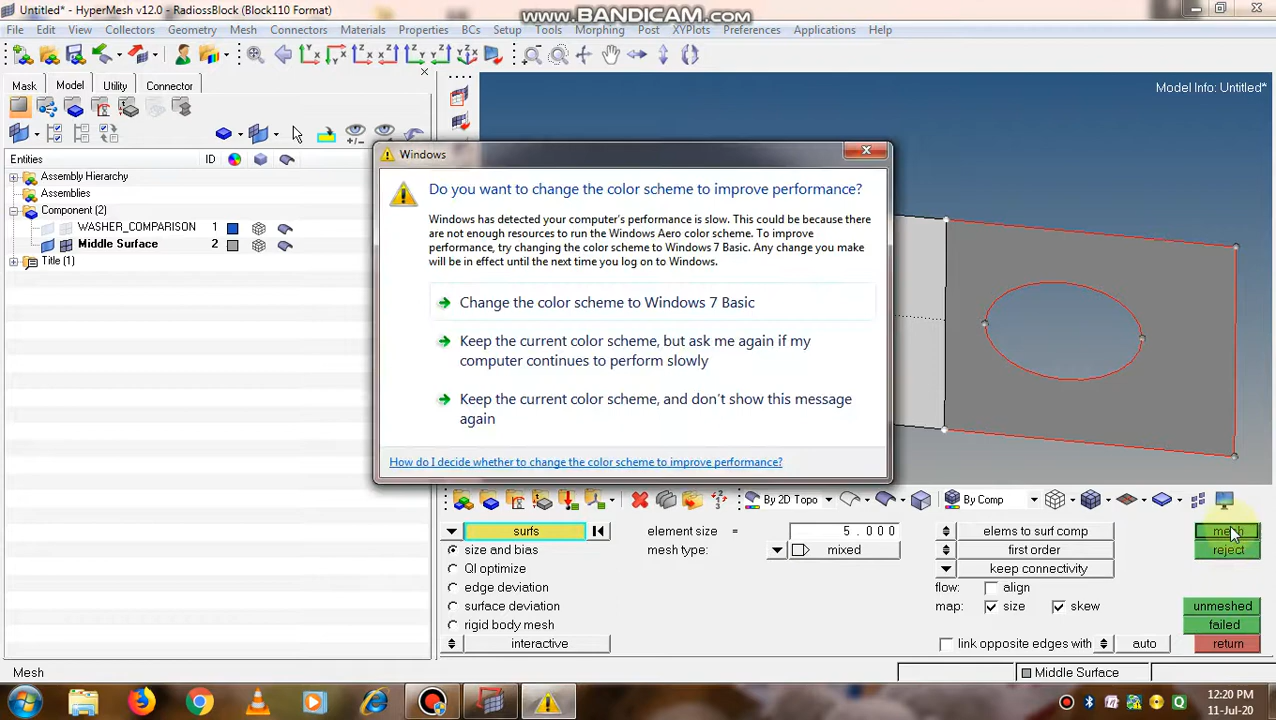 Untitled* - HyperMesh v12.0 - RadiossBlock (Block110 Format)
www.BANDICAM.com
File Edit View Collectors Geometry Mesh Connectors Materials Properties BCs Setup Tools Morphing Post XYPlots Preferences Applications Help
Mask Model Utility Connector
Model Info: Untitled*
Entities ID
Assembly Hierarchy
Assemblies
Component (2)
WASHER_COMPARISON 1
Middle Surface 2
Title (1)
Windows
Do you want to change the color scheme to improve performance?
Windows has detected your computer's performance is slow. This could be because there
are not enough resources to run the Windows Aero color scheme. To improve
performance, try changing the color scheme to Windows 7 Basic. Any change you make
will be in effect until the next time you log on to Windows.
Change the color scheme to Windows 7 Basic
Keep the current color scheme, but ask me again if my
computer continues to perform slowly
Keep the current color scheme, and don't show this message
again
How do I decide whether to change the color scheme to improve performance?
By 2D Topo By Comp
surfs element size = 5.000 elems to surf comp mesh
size and bias mesh type: mixed first order reject
QI optimize keep connectivity
edge deviation flow: align
surface deviation map: size skew unmeshed
rigid body mesh failed
interactive link opposite edges with auto return
Mesh Middle Surface
12:20 PM
11-Jul-20